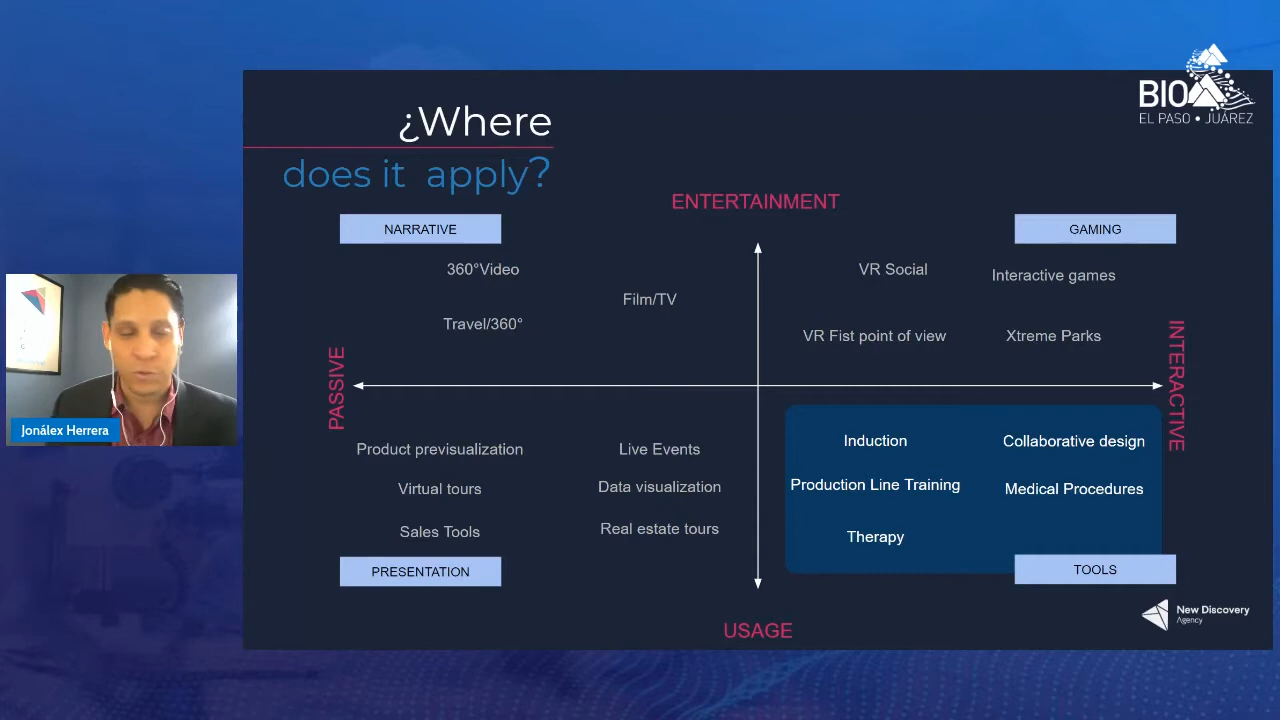 BIO
EL PASO • JUÁREZ
¿Where
does it apply?
ENTERTAINMENT
NARRATIVE
GAMING
360°Video
VR Social
Interactive games
Film/TV
Travel/360°
VR Fist point of view
Xtreme Parks
PASSIVE
INTERACTIVE
Jonálex Herrera
Product previsualization
Live Events
Induction
Collaborative design
Virtual tours
Data visualization
Production Line Training
Medical Procedures
Sales Tools
Real estate tours
Therapy
PRESENTATION
TOOLS
USAGE
New Discovery
Agency